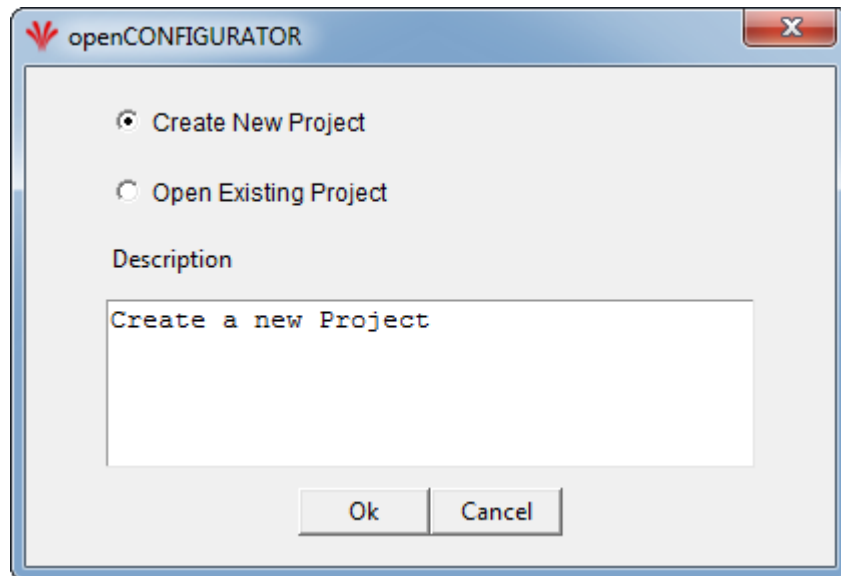 openCONFIGURATOR
Create New Project
Open Existing Project
Description
Create a new Project
Ok Cancel